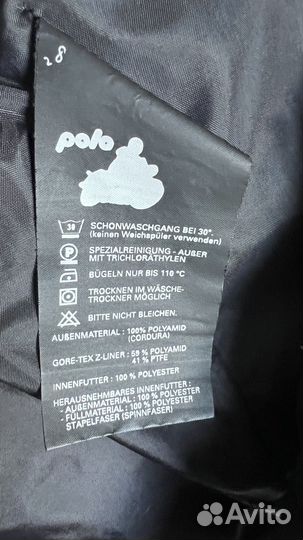 28
polo
30
SCHONWASCHGANG BEI 30°.
(keinen Weichspüler verwenden)
P
SPEZIALREINIGUNG - AUßER
MIT TRICHLORÄTHYLEN
BÜGELN NUR BIS 110 °C
TROCKNER IM WÄSCHE-
TROCKNER MÖGLICH
BITTE NICHT BLEICHEN.
AUßENMATERIAL : 100% POLYAMID
(CORDURA)
GORE-TEX Z-LINER : 59 % POLYAMID
41 % PTFE
INNENFUTTER : 100 % POLYESTER
HERAUSNEHMBARES INNENFUTTER :
- AUßENMATERIAL : 100 % POLYESTER
- FÜLLMATERIAL : 100 % POLYESTER
STAPELFASER (SPINNFASER)
Avito